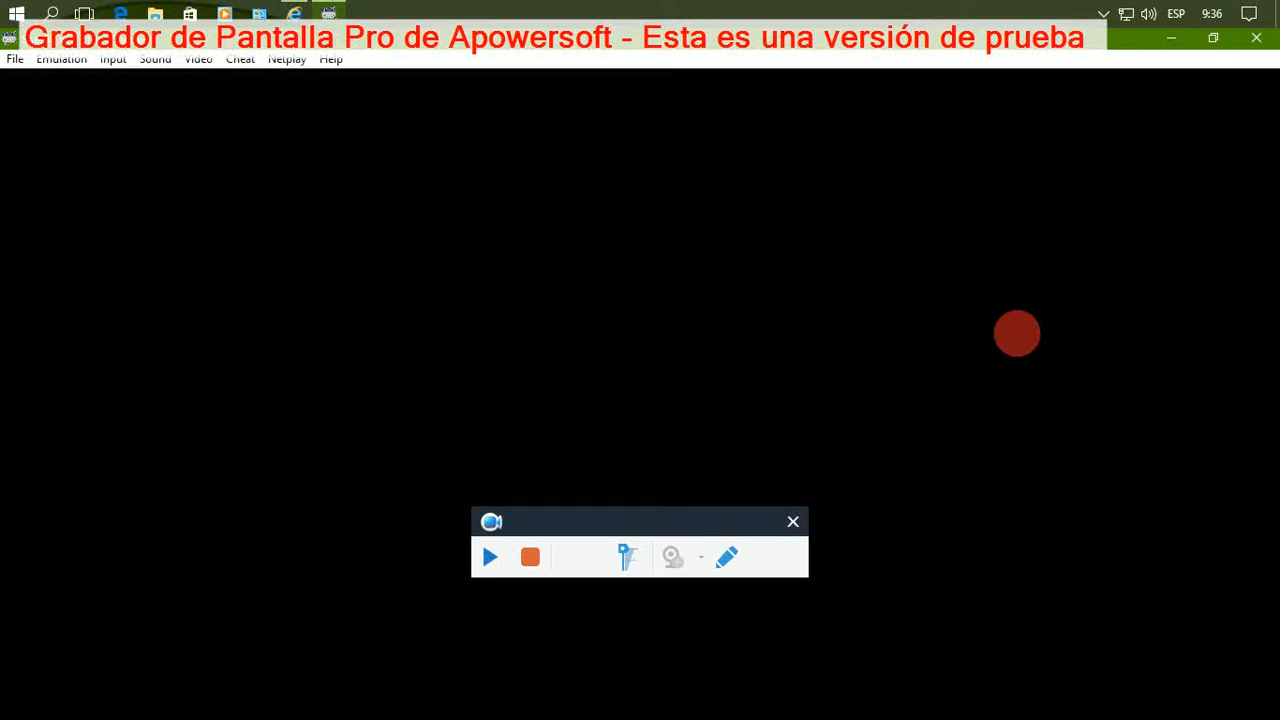 ESP 9:36
Grabador de Pantalla Pro de Apowersoft - Esta es una versión de prueba
File Emulation Input Sound Video Cheat Netplay Help